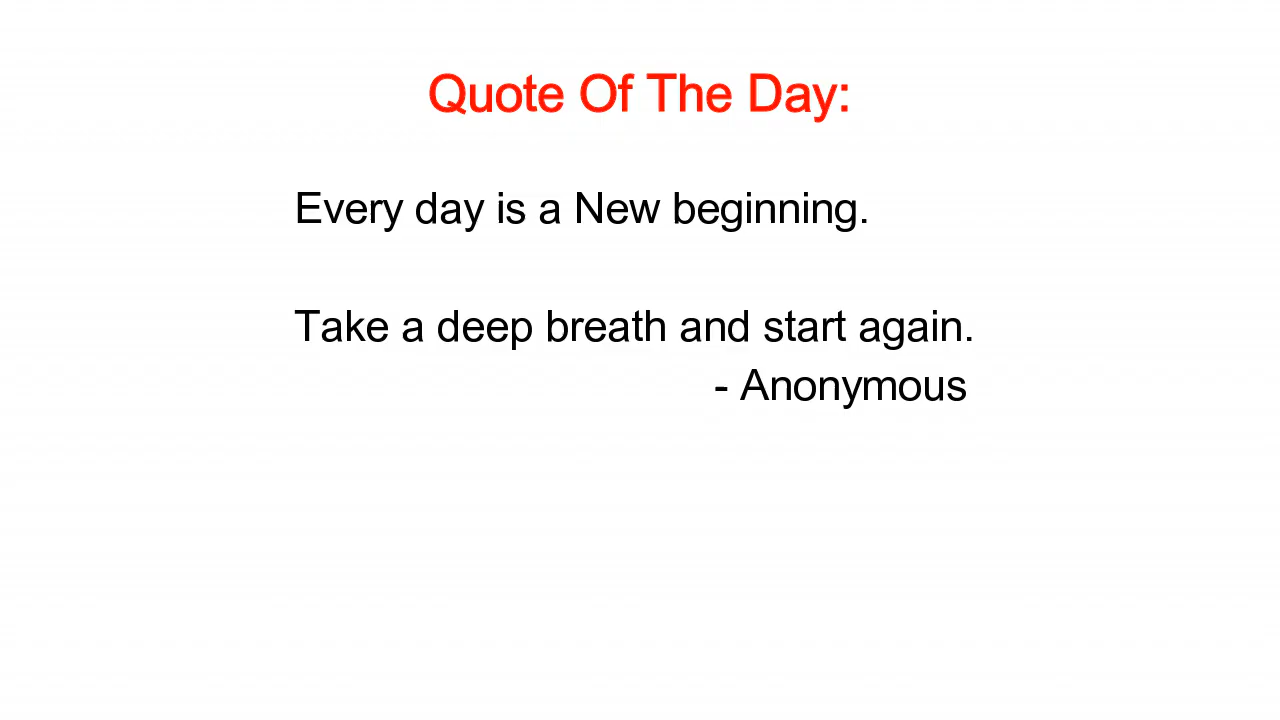 Quote Of The Day:
Every day is a New beginning.
Take a deep breath and start again.
- Anonymous